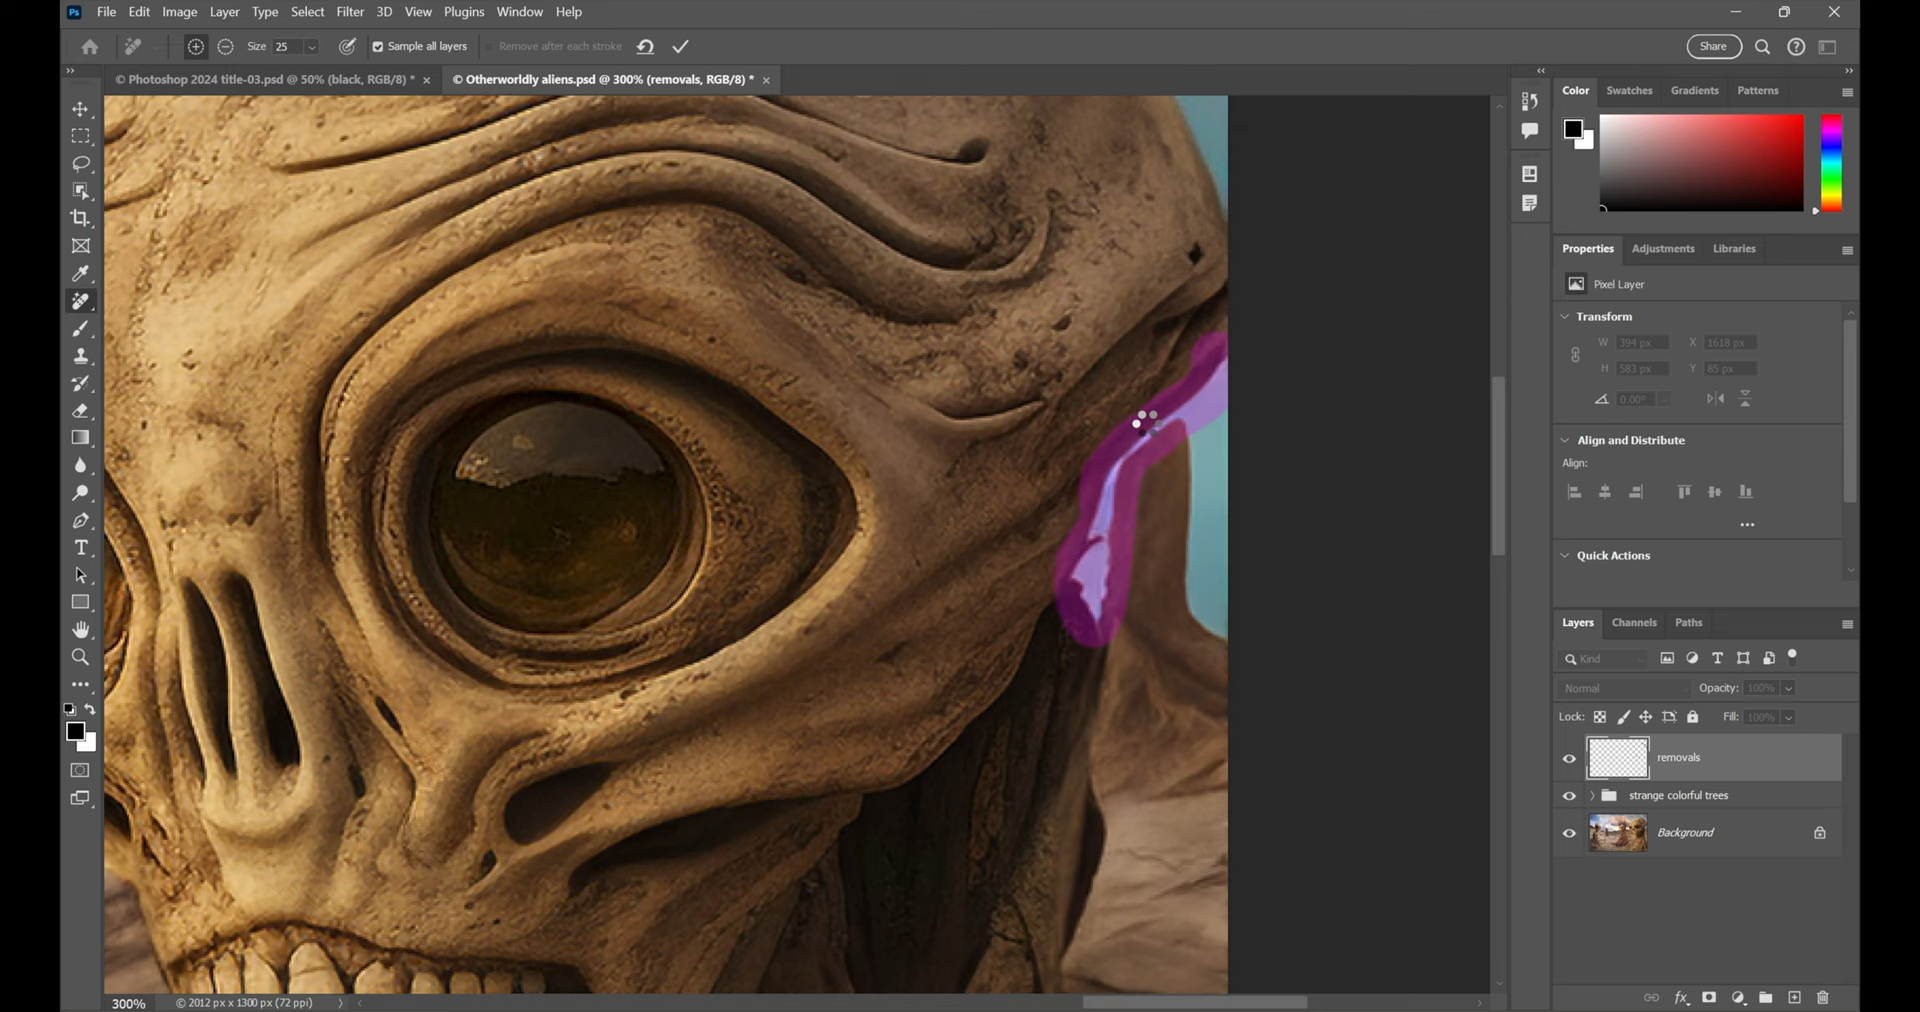 Ps File Edit Image Layer Type Select Filter 3D View Plugins Window Help
Size 25 Sample all layers Remove after each stroke Share
© Photoshop 2024 title-03.psd @ 50% (black, RGB/8) * × © Otherworldly aliens.psd @ 300% (removals, RGB/8) * ×
Color Swatches Gradients Patterns
Properties Adjustments Libraries
Pixel Layer
Transform
W 394 px X 1618 px
H 583 px Y 85 px
0.00°
Align and Distribute
Align:
Quick Actions
Layers Channels Paths
Kind
Normal Opacity: 100%
Lock: Fill: 100%
removals
strange colorful trees
Background
300% © 2012 px x 1300 px (72 ppi)